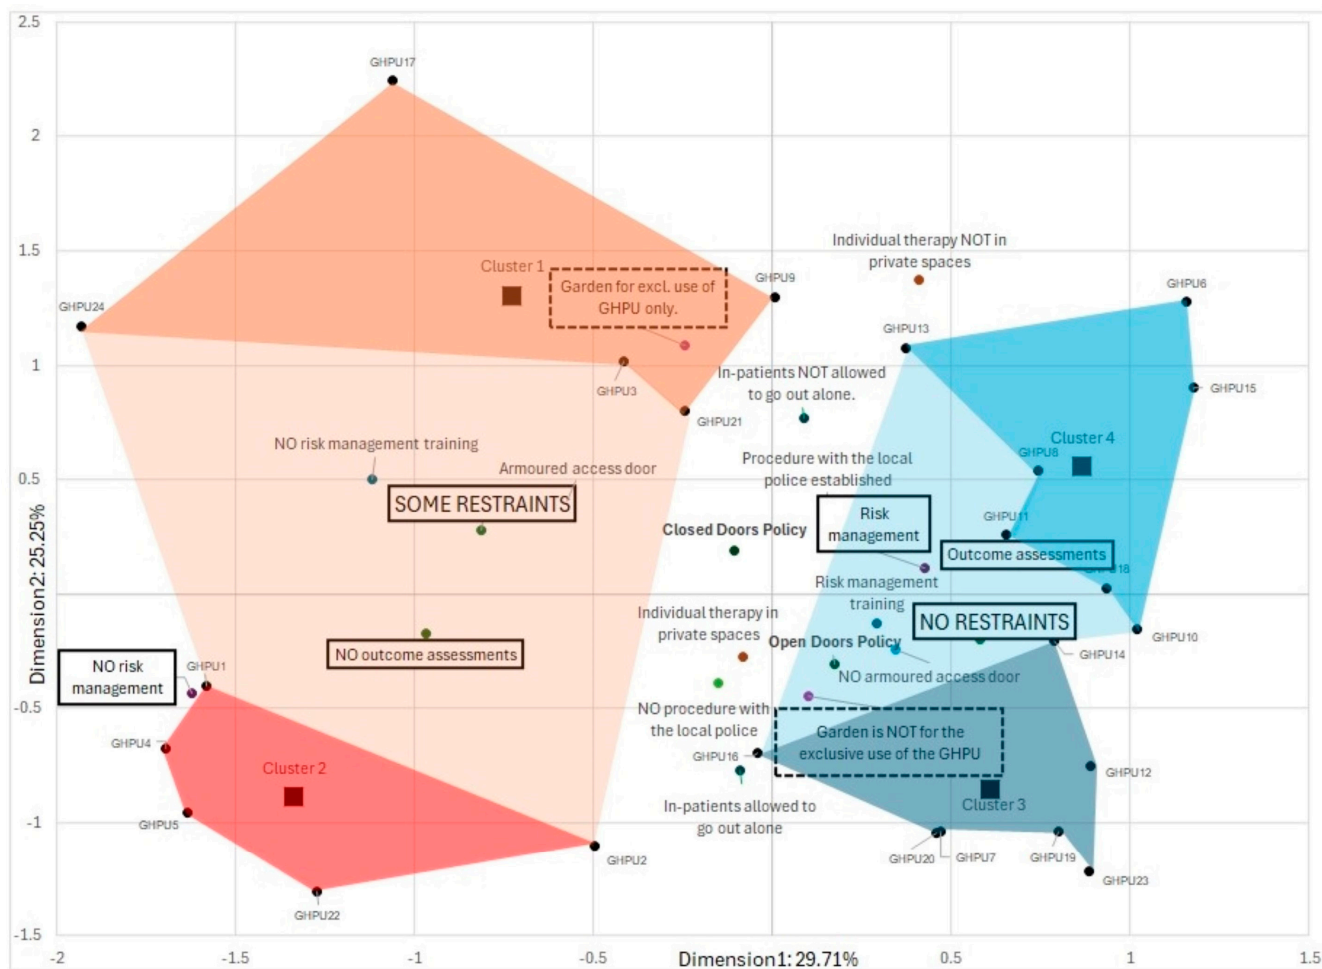 2.5
GHPU17
2
1.5
Individual therapy NOT in
private spaces
Cluster 1
Garden for excl. use of
GHPU only.
GHPU9
GHPU6
GHPU24
GHPU13
1
GHPU3
In-patients NOT allowed
to go out alone.
GHPU15
GHPU21
NO risk management training
Armoured access door
Cluster 4
GHPU8
Procedure with the local
police established
0.5
SOME RESTRAINTS
Risk
management
GHPU11
Closed Doors Policy
Outcome assessments
GHPU18
Risk management
training
0
Individual therapy in
private spaces
NO RESTRAINTS
GHPU10
Open Doors Policy
GHPU14
NO outcome assessments
NO risk
management
GHPU1
NO armoured access door
-0.5
NO procedure with
the local police
Garden is NOT for the
exclusive use of the GHPU
GHPU4
GHPU16
GHPU12
Cluster 2
Cluster 3
In-patients allowed to
go out alone
GHPU5
-1
GHPU2
GHPU20
GHPU7
GHPU19
GHPU23
GHPU22
-1.5
-2
-1.5
-1
-0.5
0.5
1
1.5
Dimension1: 29.71%
Dimension2: 25.25%